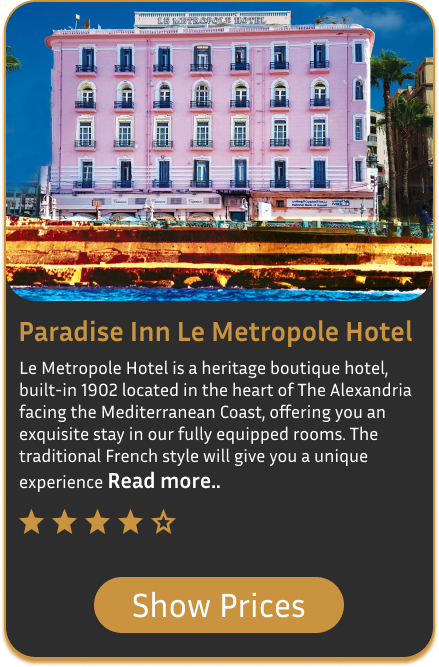 LE METROPOLE HOTEL
Paradise Inn Le Metropole Hotel
Le Metropole Hotel is a heritage boutique hotel,
built-in 1902 located in the heart of The Alexandria
facing the Mediterranean Coast, offering you an
exquisite stay in our fully equipped rooms. The
traditional French style will give you a unique
experience Read more..
Show Prices